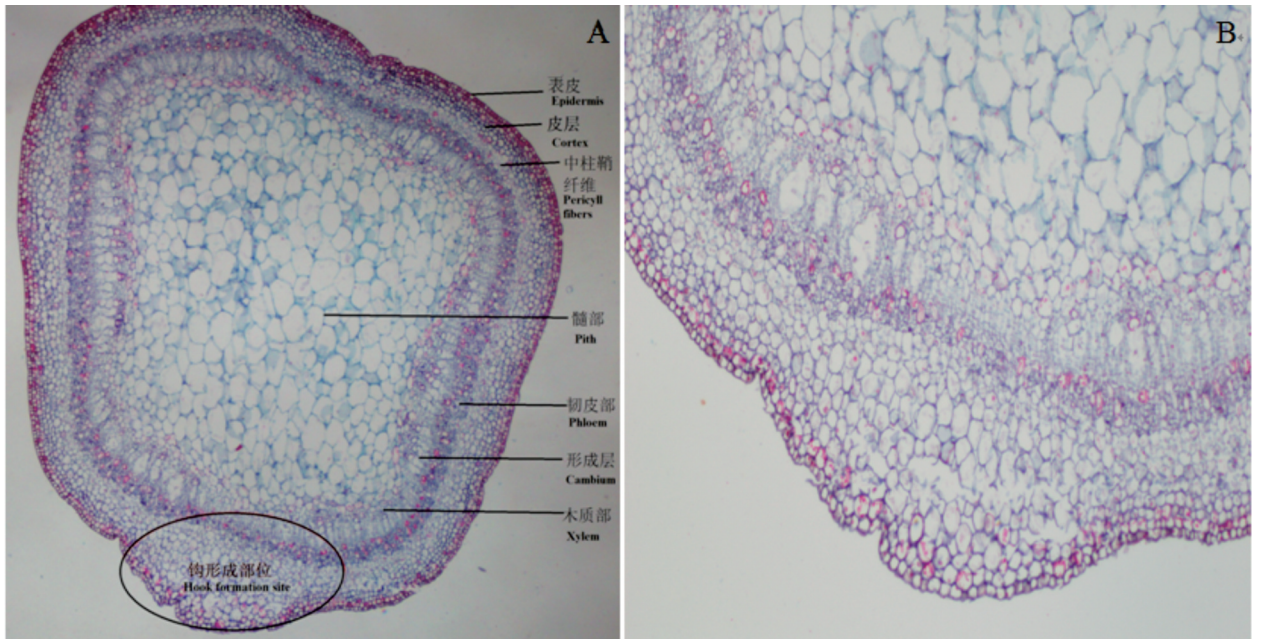 A
表皮
Epidermis
皮层
Cortex
中柱鞘
纤维
Pericyll
fibers
髓部
Pith
韧皮部
Phloem
形成层
Cambium
木质部
Xylem
钩形成部位
Hook formation site
B